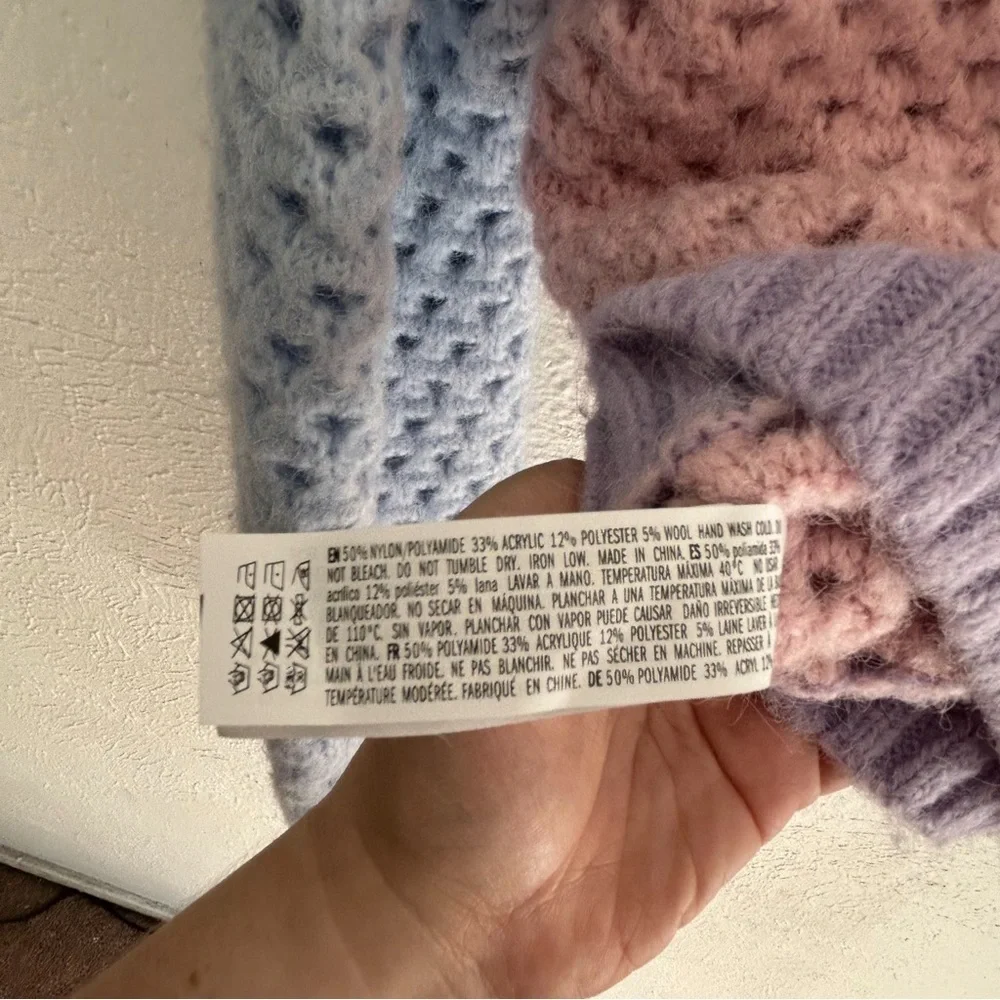 EN 50% NYLON/POLYAMIDE 33% ACRYLIC 12% POLYESTER 5% WOOL HAND WASH COLD.
NOT BLEACH. DO NOT TUMBLE DRY. IRON LOW. MADE IN CHINA. ES 50% poliamida 33%
acrílico 12% poliéster 5% lana LAVAR A MANO. TEMPERATURA MÁXIMA 40°C NO USAR
BLANQUEADOR. NO SECAR EN MÁQUINA. PLANCHAR A UNA TEMPERATURA MÁXIMA DE LA
DE 110°C. SIN VAPOR. PLANCHAR CON VAPOR PUEDE CAUSAR DAÑO IRREVERSIBLE
EN CHINA. FR 50% POLYAMIDE 33% ACRYLIQUE 12% POLYESTER 5% LAINE LAVER À
MAIN À L'EAU FROIDE. NE PAS BLANCHIR. NE PAS SÉCHER EN MACHINE. REPASSER À
TEMPÉRATURE MODÉRÉE. FABRIQUÉ EN CHINE. DE 50% POLYAMIDE 33% ACRYL 12%